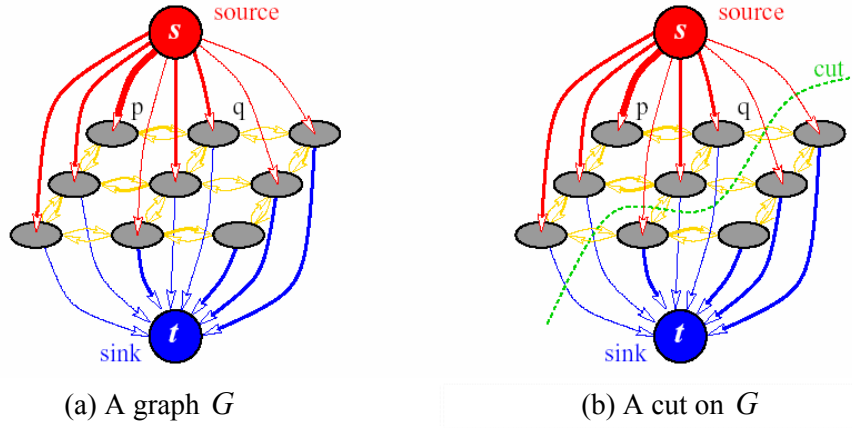 source
s
p
q
t
sink
(a) A graph G
source
s
cut
p
q
t
sink
(b) A cut on G